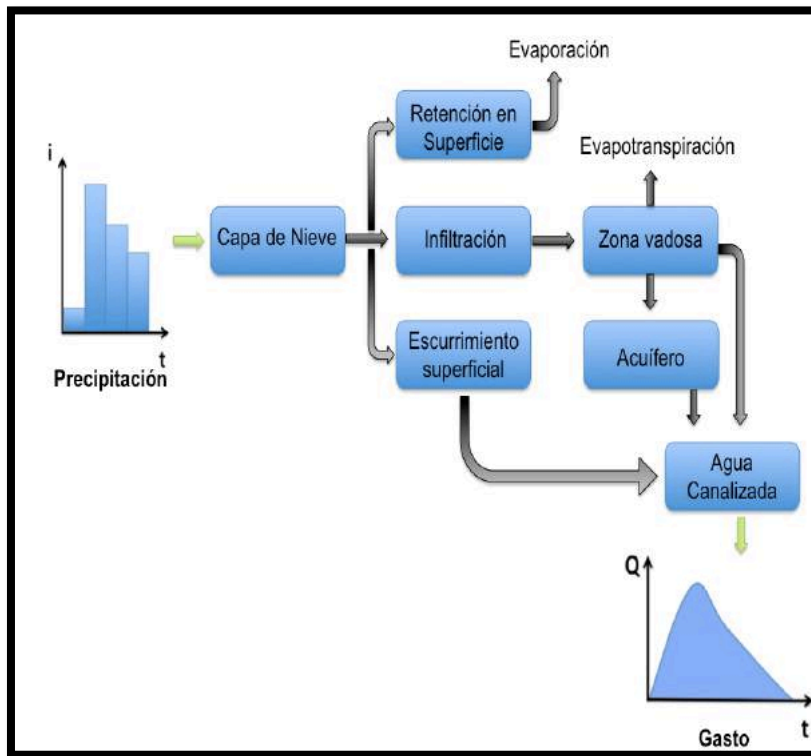 Evaporación
Retención en
Superficie
Evapotranspiración
i
Capa de Nieve
Infiltración
Zona vadosa
t
Precipitación
Escurrimiento
superficial
Acuífero
Agua
Canalizada
Q
t
Gasto